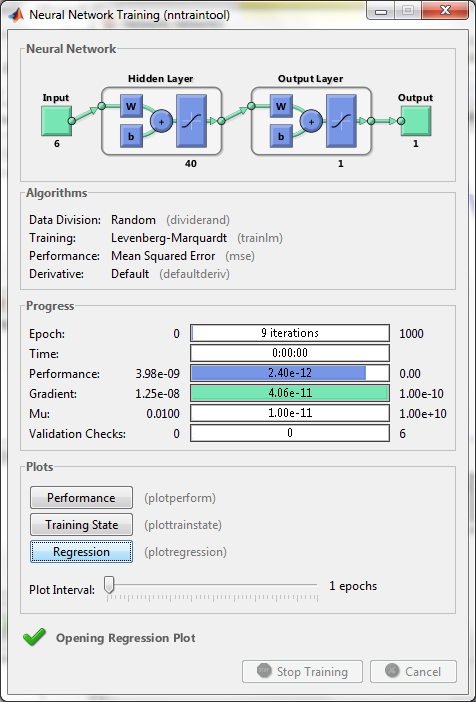 Neural Network Training (nntraintool)
Neural Network
Hidden Layer
Output Layer
Input
Output
W
W
b
+
b
+
6
40
1
1
Algorithms
Data Division: Random (dividerand)
Training: Levenberg-Marquardt (trainlm)
Performance: Mean Squared Error (mse)
Derivative: Default (defaultderiv)
Progress
Epoch: 0 9 iterations 1000
Time: 0:00:00
Performance: 3.98e-09 2.40e-12 0.00
Gradient: 1.25e-08 4.06e-11 1.00e-10
Mu: 0.0100 1.00e-11 1.00e+10
Validation Checks: 0 0 6
Plots
Performance (plotperform)
Training State (plottrainstate)
Regression (plotregression)
Plot Interval: 1 epochs
Opening Regression Plot
Stop Training Cancel